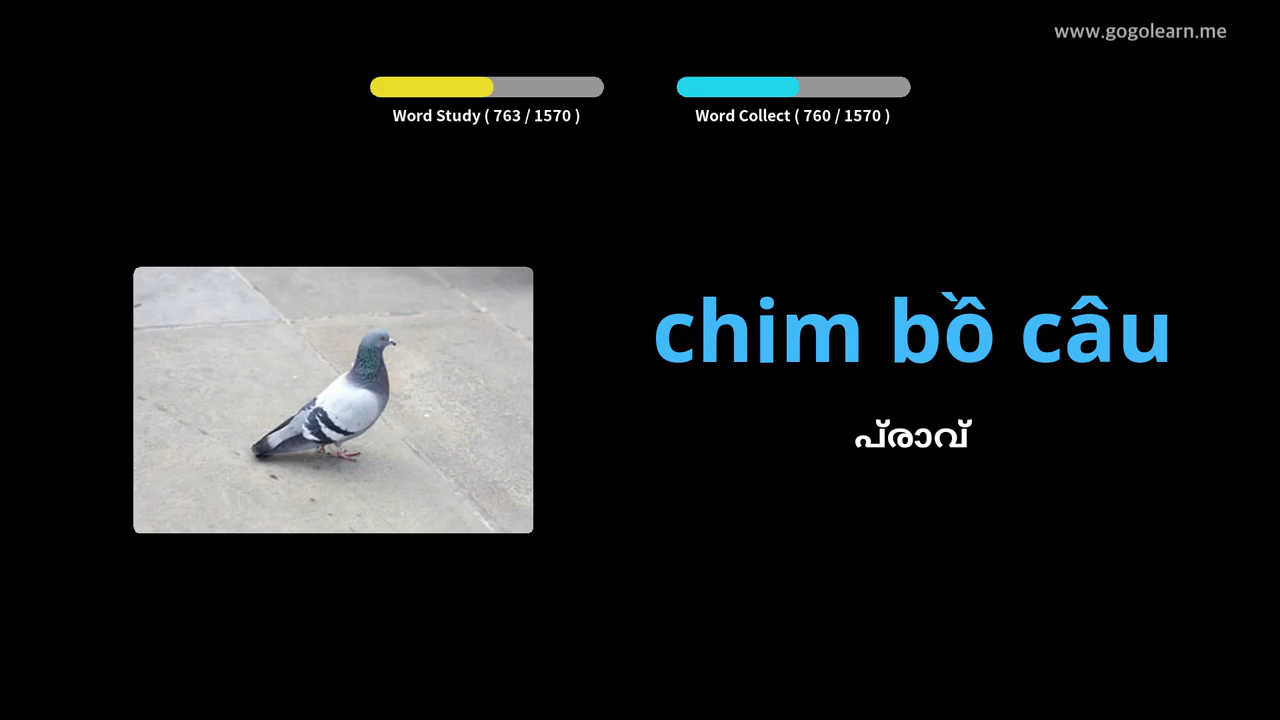 www.gogolearn.me
Word Study ( 763 / 1570 )
Word Collect ( 760 / 1570 )
chim bồ câu
പ്രാവ്